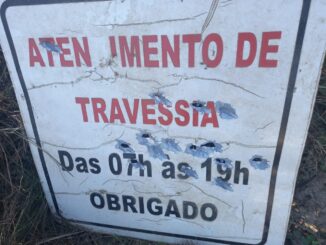 ATEN IMENTO DE
TRAVESSIA
Das 07h às 19h
OBRIGADO